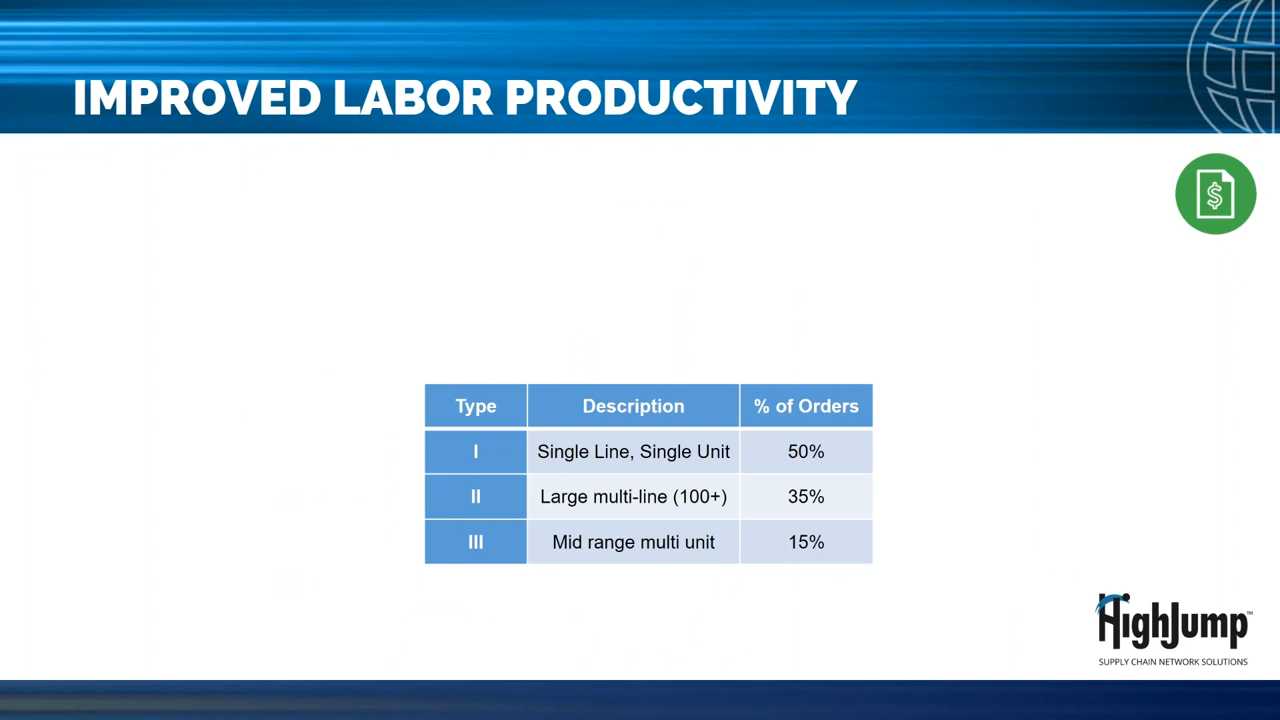 IMPROVED LABOR PRODUCTIVITY
$
Type Description % of Orders
I Single Line, Single Unit 50%
II Large multi-line (100+) 35%
III Mid range multi unit 15%
HighJump™
SUPPLY CHAIN NETWORK SOLUTIONS